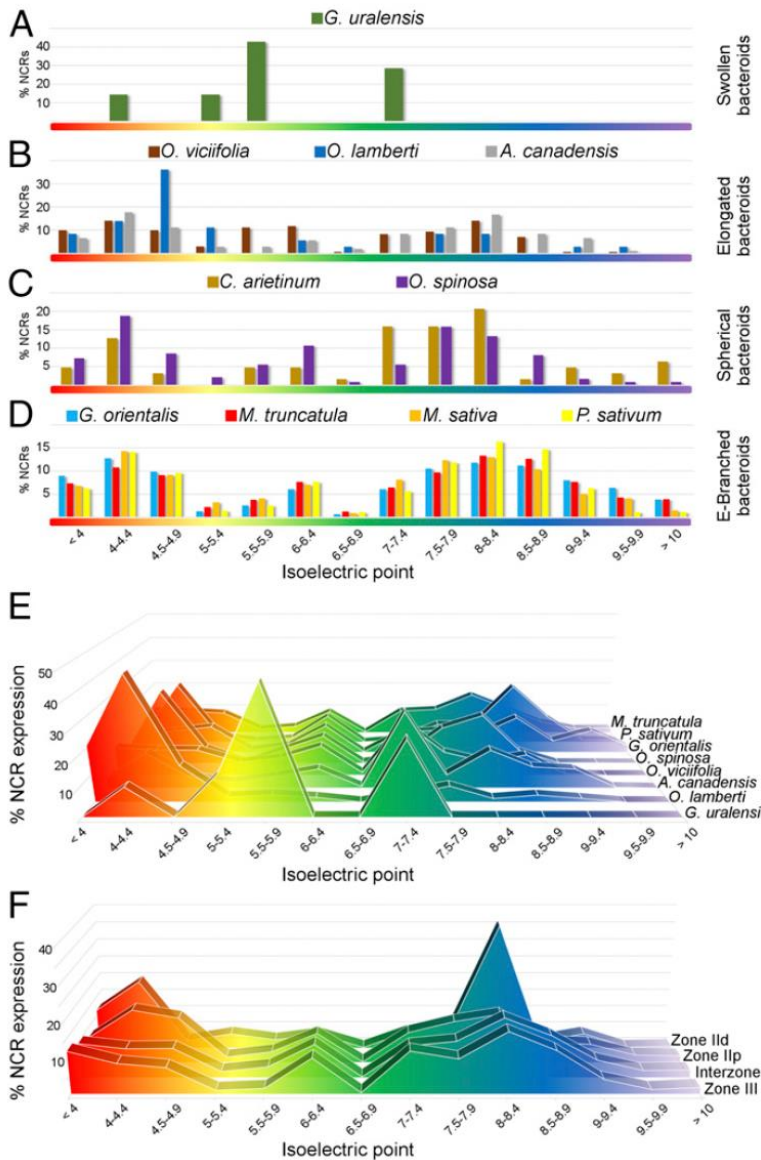 A
G. uralensis
40
30
20
10
% NCRs
Swollen
bacteroids
B
O. viciifolia O. lamberti A. canadensis
30
20
10
% NCRs
Elongated
bacteroids
C
C. arietinum O. spinosa
20
15
10
5
% NCRs
Spherical
bacteroids
D
G. orientalis M. truncatula M. sativa P. sativum
15
10
5
% NCRs
E-Branched
bacteroids
< 4 4-4.4 4.5-4.9 5-5.4 5.5-5.9 6-6.4 6.5-6.9 7-7.4 7.5-7.9 8-8.4 8.5-8.9 9-9.4 9.5-9.9 > 10
Isoelectric point
E
% NCR expression
50
40
30
20
10
M. truncatula
P. sativum
G. orientalis
O. spinosa
O. viciifolia
A. canadensis
O. lamberti
G. uralensi
< 4 4-4.4 4.5-4.9 5-5.4 5.5-5.9 6-6.4 6.5-6.9 7-7.4 7.5-7.9 8-8.4 8.5-8.9 9-9.4 9.5-9.9 > 10
Isoelectric point
F
% NCR expression
40
30
20
10
Zone IId
Zone IIp
Interzone
Zone III
< 4 4-4.4 4.5-4.9 5-5.4 5.5-5.9 6-6.4 6.5-6.9 7-7.4 7.5-7.9 8-8.4 8.5-8.9 9-9.4 9.5-9.9 > 10
Isoelectric point